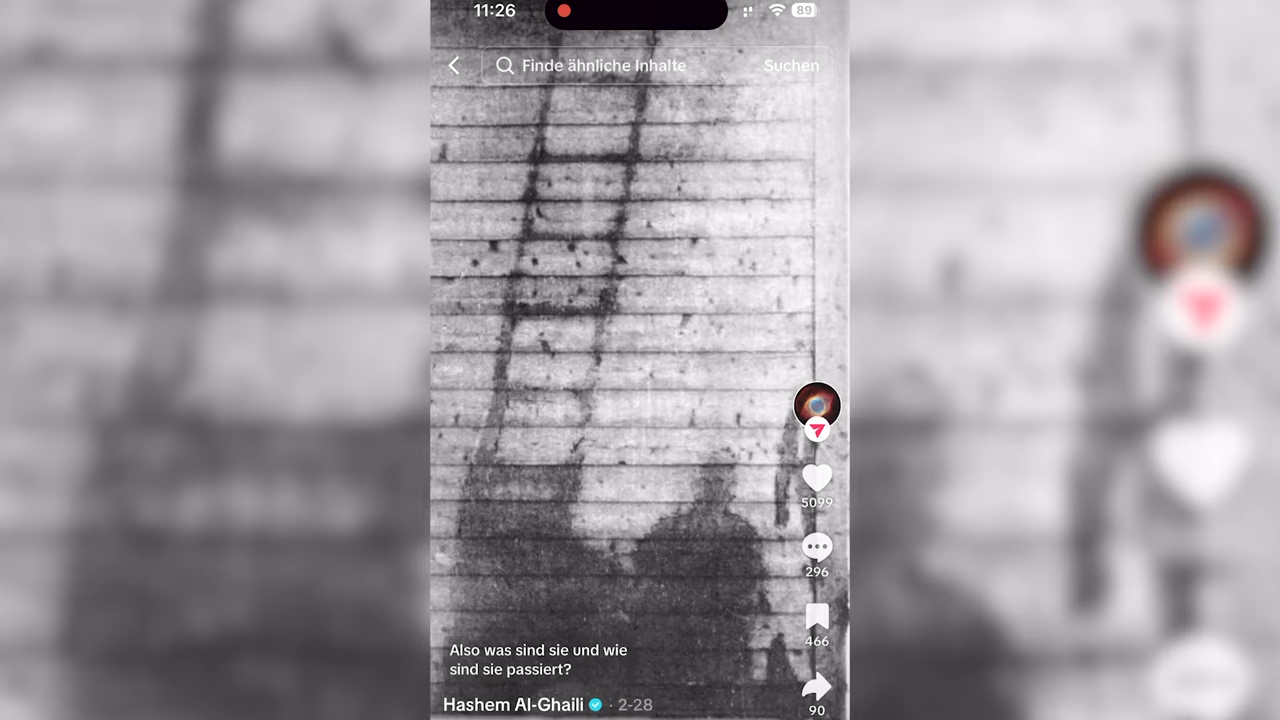 11:26
89
Finde ähnliche Inhalte
Suchen
5099
296
466
Also was sind sie und wie
sind sie passiert?
Hashem Al-Ghaili · 2-28
90